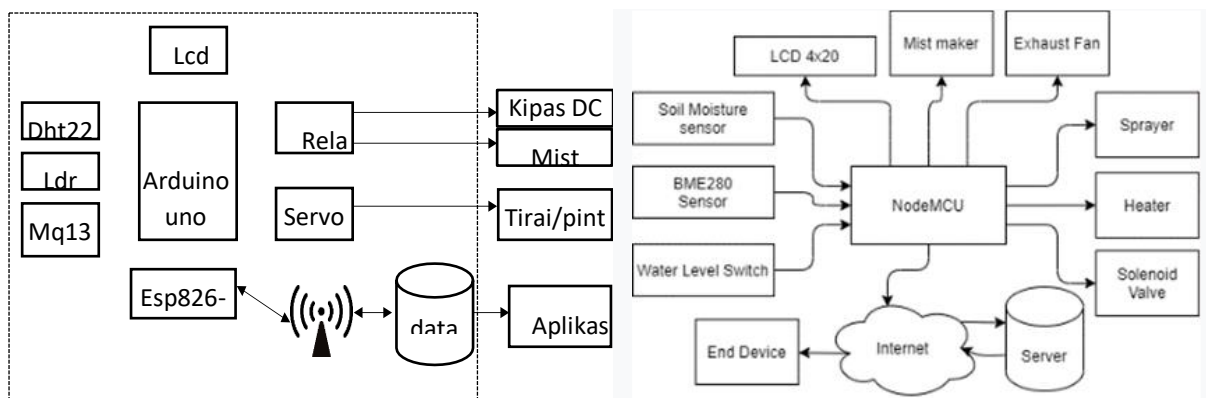 Lcd
Dht22
Ldr
Mq13
Arduino
uno
Rela
Servo
Kipas DC
Mist
Tirai/pint
Esp826-
data
Aplikas
LCD 4x20
Mist maker
Exhaust Fan
Soil Moisture
sensor
BME280
Sensor
Water Level Switch
NodeMCU
Sprayer
Heater
Solenoid
Valve
End Device
Internet
Server